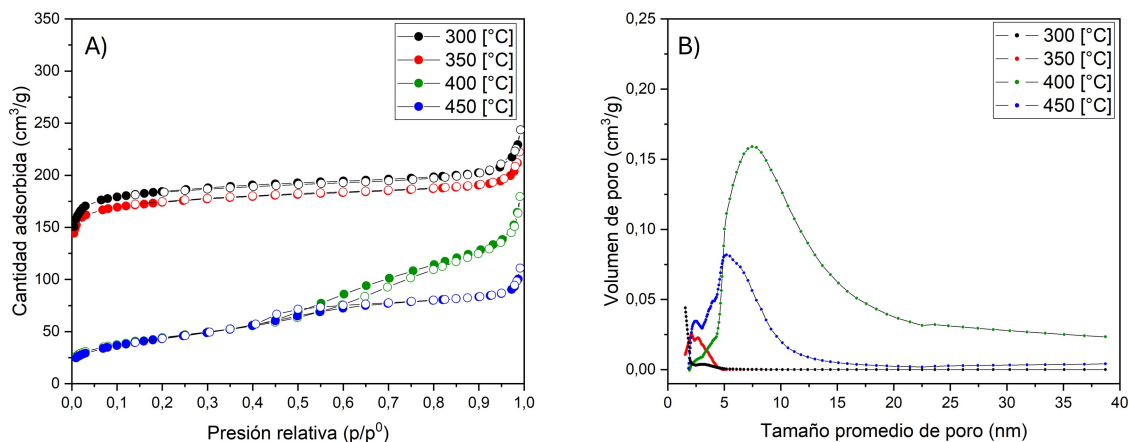 A)
300 [°C]
350 [°C]
400 [°C]
450 [°C]
Cantidad adsorbida (cm³/g)
350
300
250
200
150
100
50
0
0,0 0,1 0,2 0,3 0,4 0,5 0,6 0,7 0,8 0,9 1,0
Presión relativa (p/p⁰)
B)
300 [°C]
350 [°C]
400 [°C]
450 [°C]
Volumen de poro (cm³/g)
0,25
0,20
0,15
0,10
0,05
0,00
0 5 10 15 20 25 30 35 40
Tamaño promedio de poro (nm)